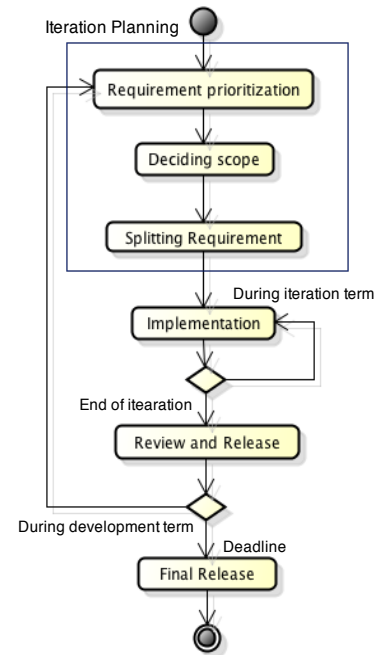 Iteration Planning
Requirement prioritization
Deciding scope
Splitting Requirement
During iteration term
Implementation
End of itearation
Review and Release
During development term
Deadline
Final Release